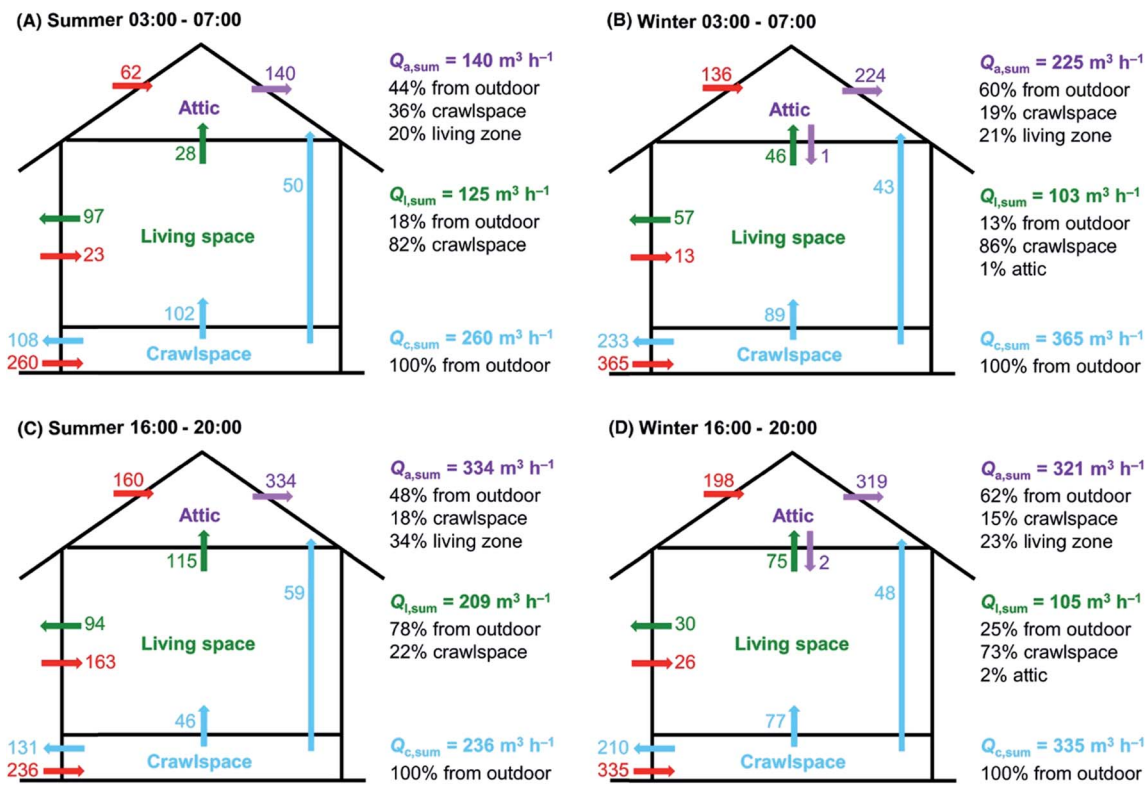 (A) Summer 03:00 - 07:00
62
140
Attic
28
50
97
Living space
23
102
108
Crawlspace
260
Qa,sum = 140 m³ h⁻¹
44% from outdoor
36% crawlspace
20% living zone
Ql,sum = 125 m³ h⁻¹
18% from outdoor
82% crawlspace
Qc,sum = 260 m³ h⁻¹
100% from outdoor
(B) Winter 03:00 - 07:00
136
224
Attic
46
1
43
57
Living space
13
89
233
Crawlspace
365
Qa,sum = 225 m³ h⁻¹
60% from outdoor
19% crawlspace
21% living zone
Ql,sum = 103 m³ h⁻¹
13% from outdoor
86% crawlspace
1% attic
Qc,sum = 365 m³ h⁻¹
100% from outdoor
(C) Summer 16:00 - 20:00
160
334
Attic
115
59
94
Living space
163
46
131
Crawlspace
236
Qa,sum = 334 m³ h⁻¹
48% from outdoor
18% crawlspace
34% living zone
Ql,sum = 209 m³ h⁻¹
78% from outdoor
22% crawlspace
Qc,sum = 236 m³ h⁻¹
100% from outdoor
(D) Winter 16:00 - 20:00
198
319
Attic
75
2
48
30
Living space
26
77
210
Crawlspace
335
Qa,sum = 321 m³ h⁻¹
62% from outdoor
15% crawlspace
23% living zone
Ql,sum = 105 m³ h⁻¹
25% from outdoor
73% crawlspace
2% attic
Qc,sum = 335 m³ h⁻¹
100% from outdoor